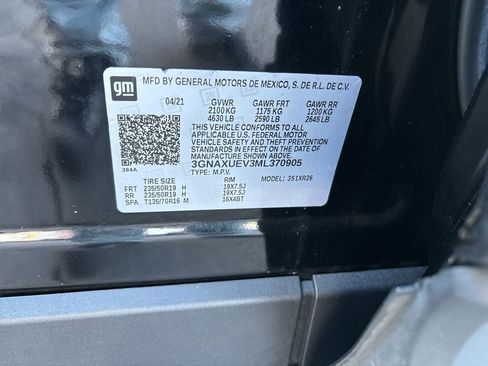 gm
MFD BY GENERAL MOTORS DE MEXICO, S. DE R.L. DE C.V.
04/21 GVWR GAWR FRT GAWR RR
2100 KG 1175 KG 1200 KG
4630 LB 2590 LB 2645 LB
THIS VEHICLE CONFORMS TO ALL
APPLICABLE U.S. FEDERAL MOTOR
VEHICLE SAFETY, BUMPER, AND THEFT
PREVENTION STANDARDS IN EFFECT ON
THE DATE OF MANUFACTURE SHOWN ABOVE.
384A 3GNAXUEV3ML370905
TYPE: M.P.V. MODEL: 3S1XR26
TIRE SIZE RIM
FRT 235/50R19 H 19X7.5J
RR 235/50R19 H 19X7.5J
SPA T135/70R16 M 16X4BT